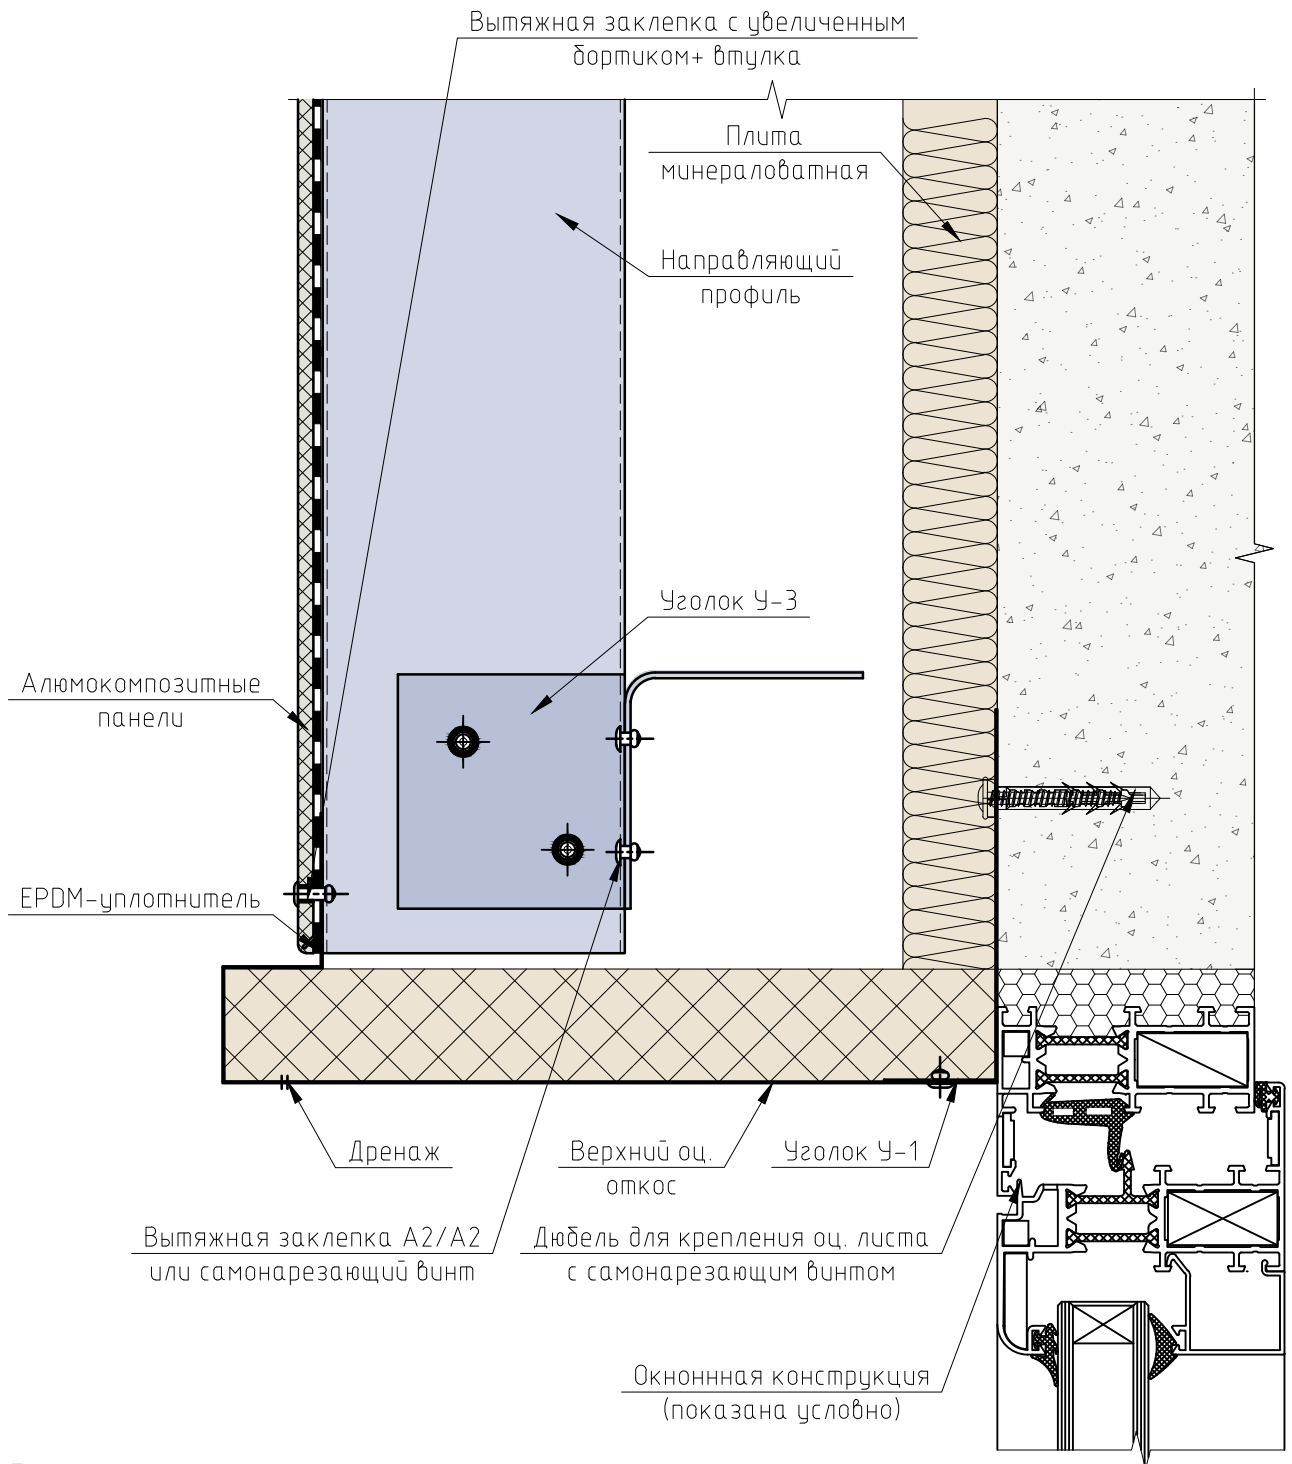 Вытяжная заклепка с увеличенным
бортиком+ втулка
Плита
минераловатная
Направляющий
профиль
Уголок У-3
Алюмокомпозитные
панели
EPDM-уплотнитель
Дренаж
Верхний оц.
откос
Уголок У-1
Вытяжная заклепка А2/А2
или самонарезающий винт
Дюбель для крепления оц. листа
с самонарезающим винтом
Окноннная конструкция
(показана условно)